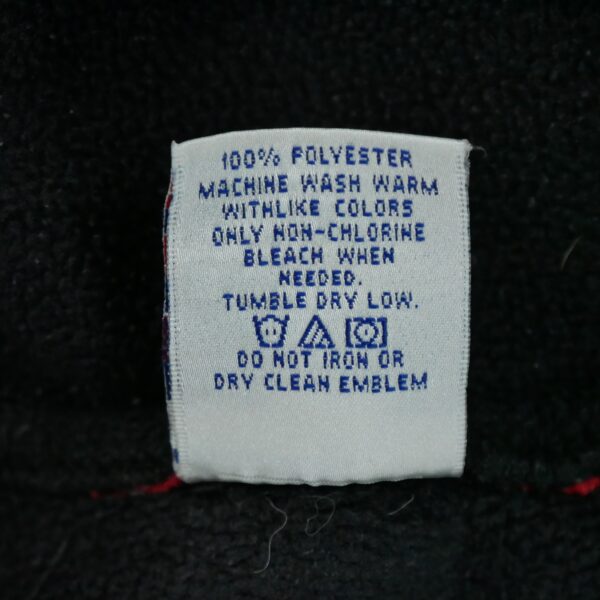 100% POLYESTER
MACHINE WASH WARM
WITHLIKE COLORS
ONLY NON-CHLORINE
BLEACH WHEN
NEEDED.
TUMBLE DRY LOW.
DO NOT IRON OR
DRY CLEAN EMBLEM